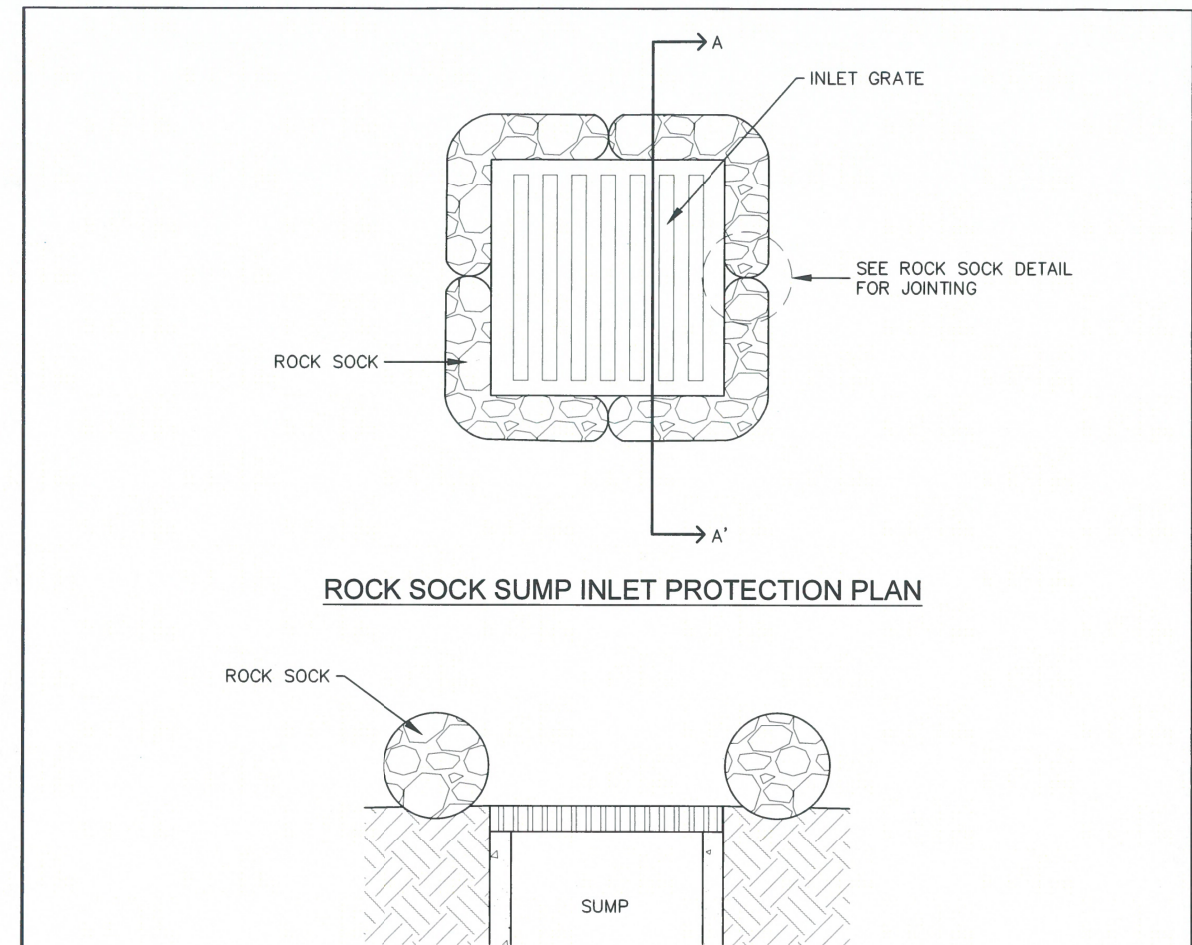 A
INLET GRATE
SEE ROCK SOCK DETAIL
FOR JOINTING
ROCK SOCK
A'
ROCK SOCK SUMP INLET PROTECTION PLAN
ROCK SOCK
SUMP